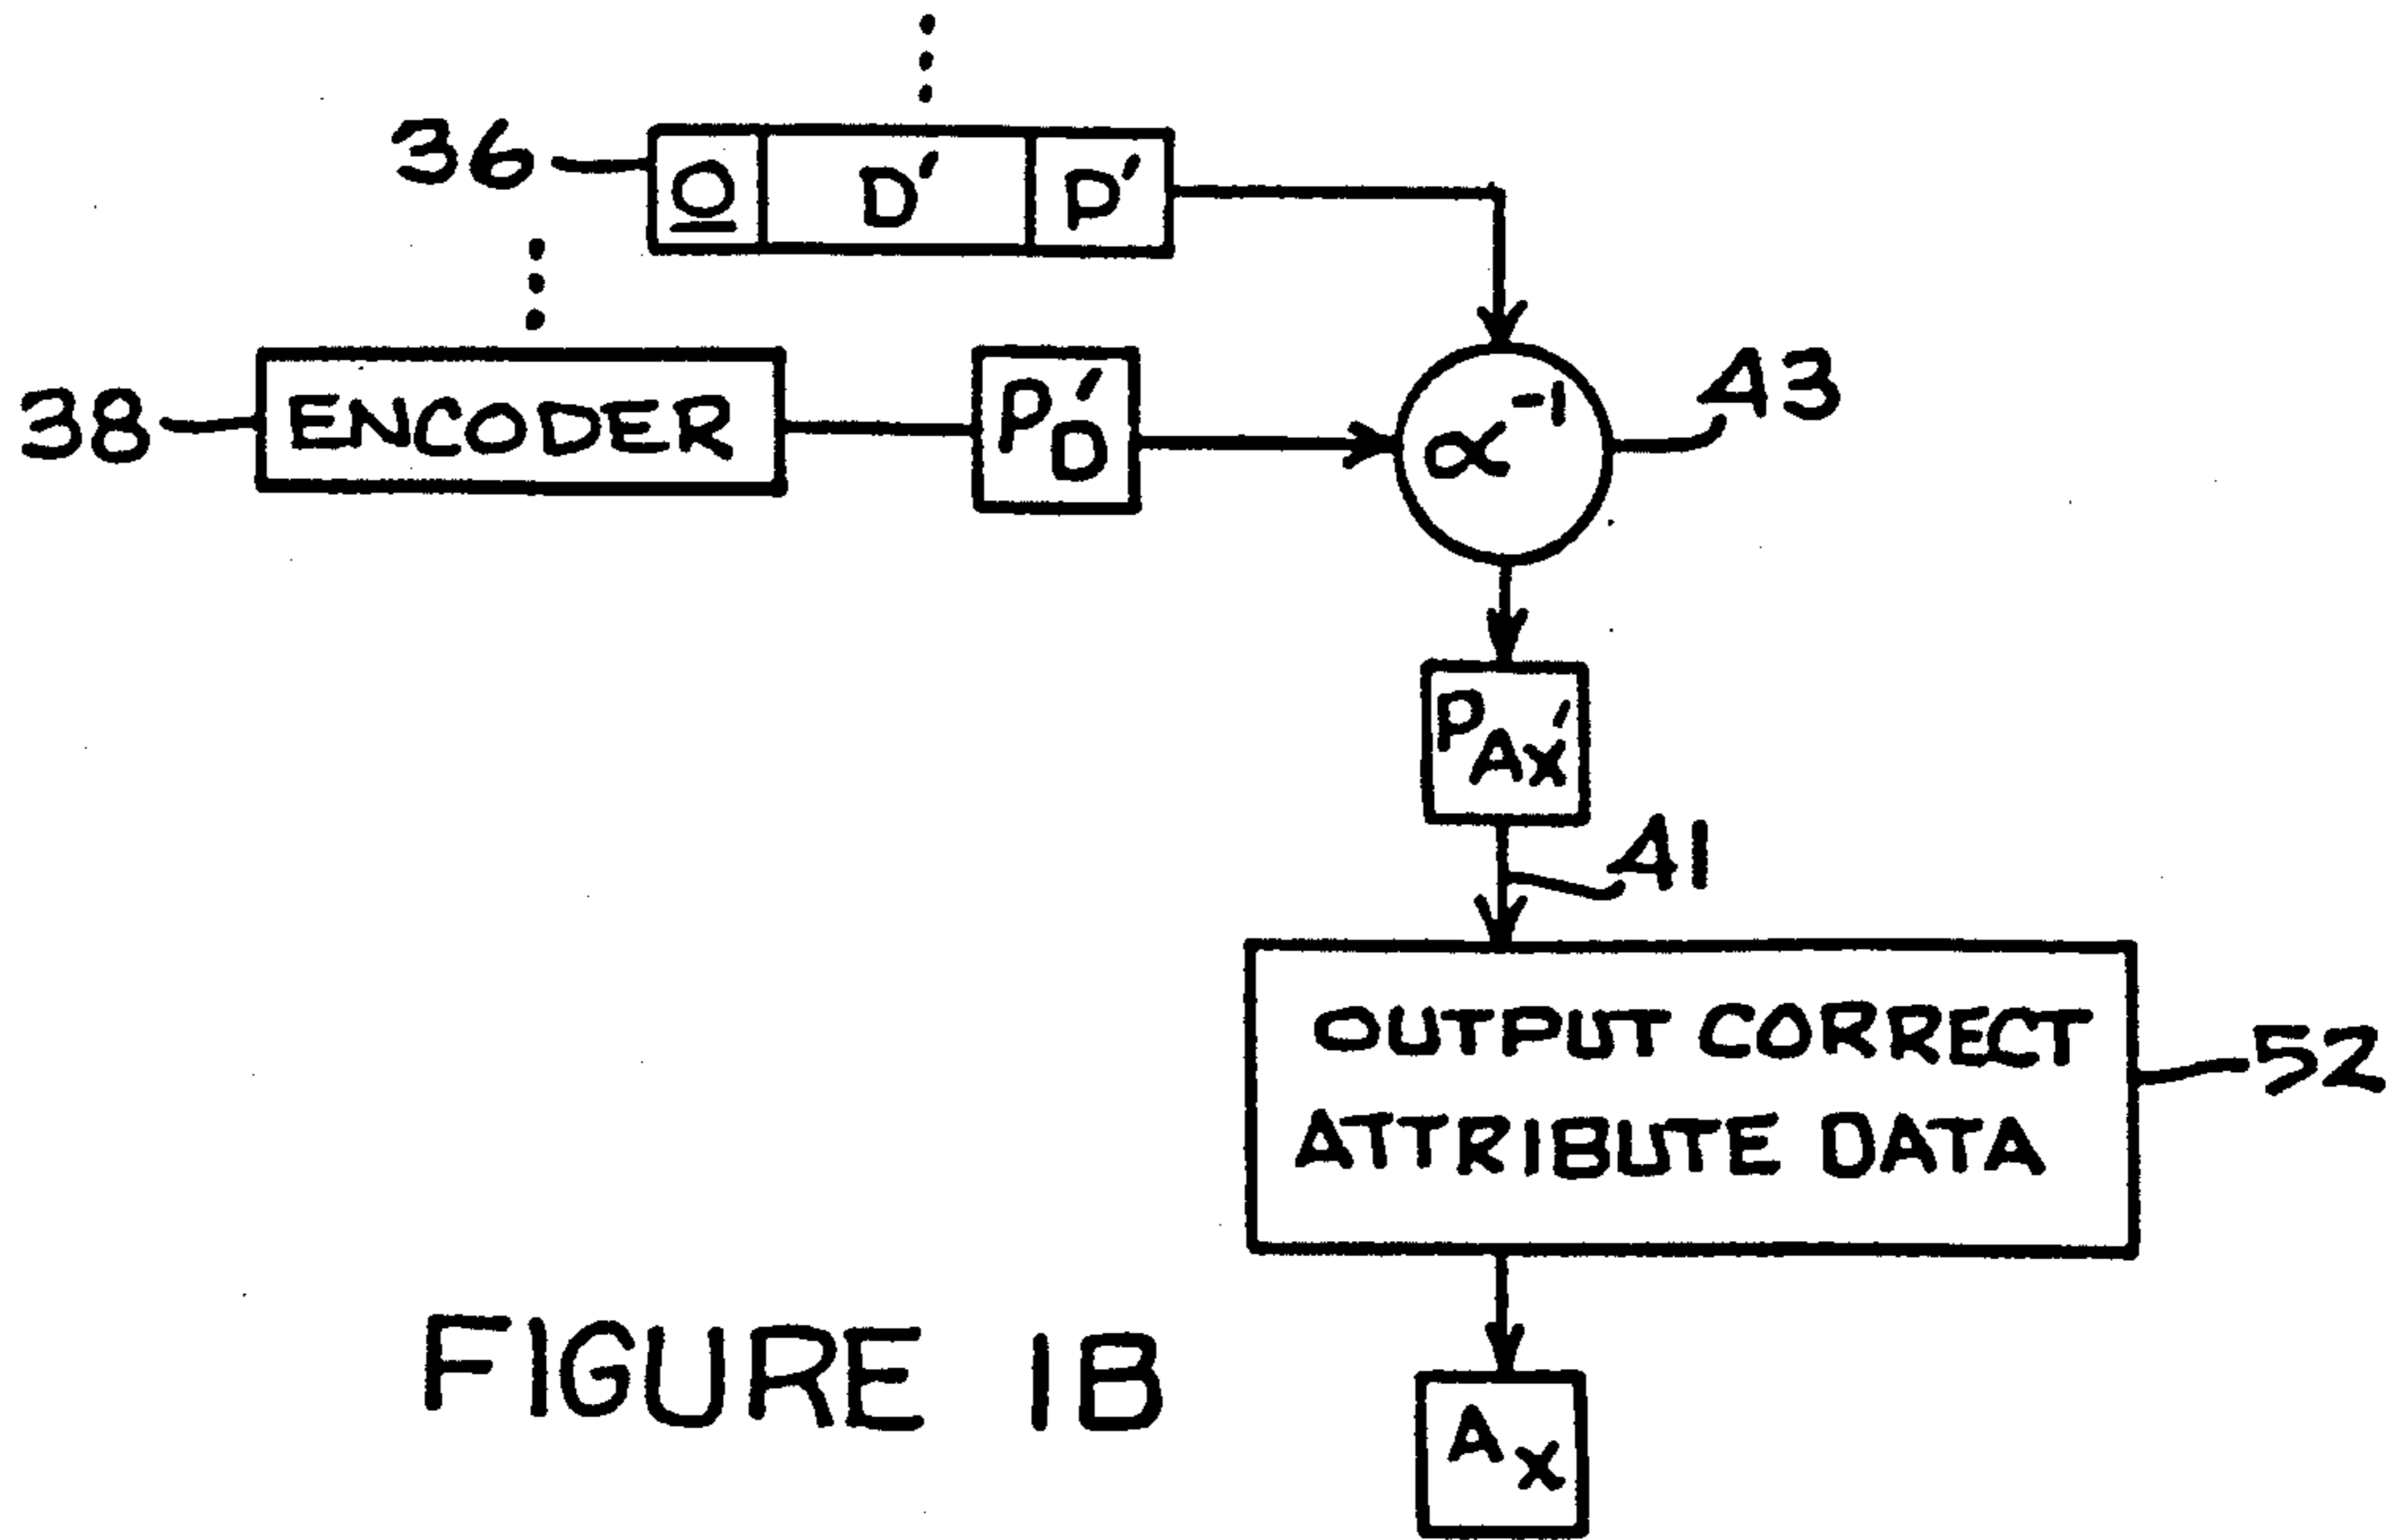 36 O D' P'
38 ENCODER P'D α-1 43
PAx'
41
OUTPUT CORRECT
ATTRIBUTE DATA
52
FIGURE 1B
Ax